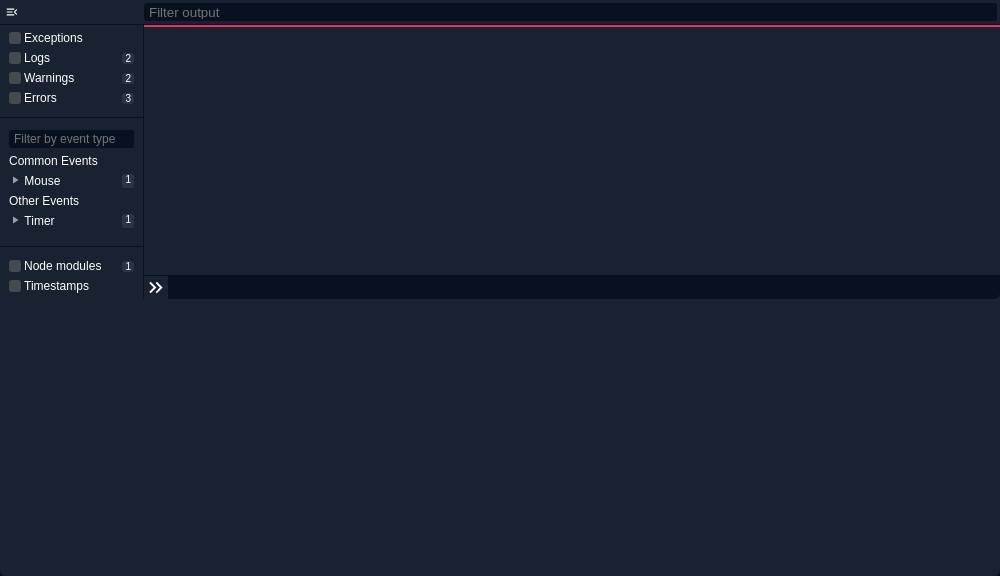 Filter output
Exceptions
Logs 2
Warnings 2
Errors 3
Filter by event type
Common Events
Mouse 1
Other Events
Timer 1
Node modules 1
Timestamps